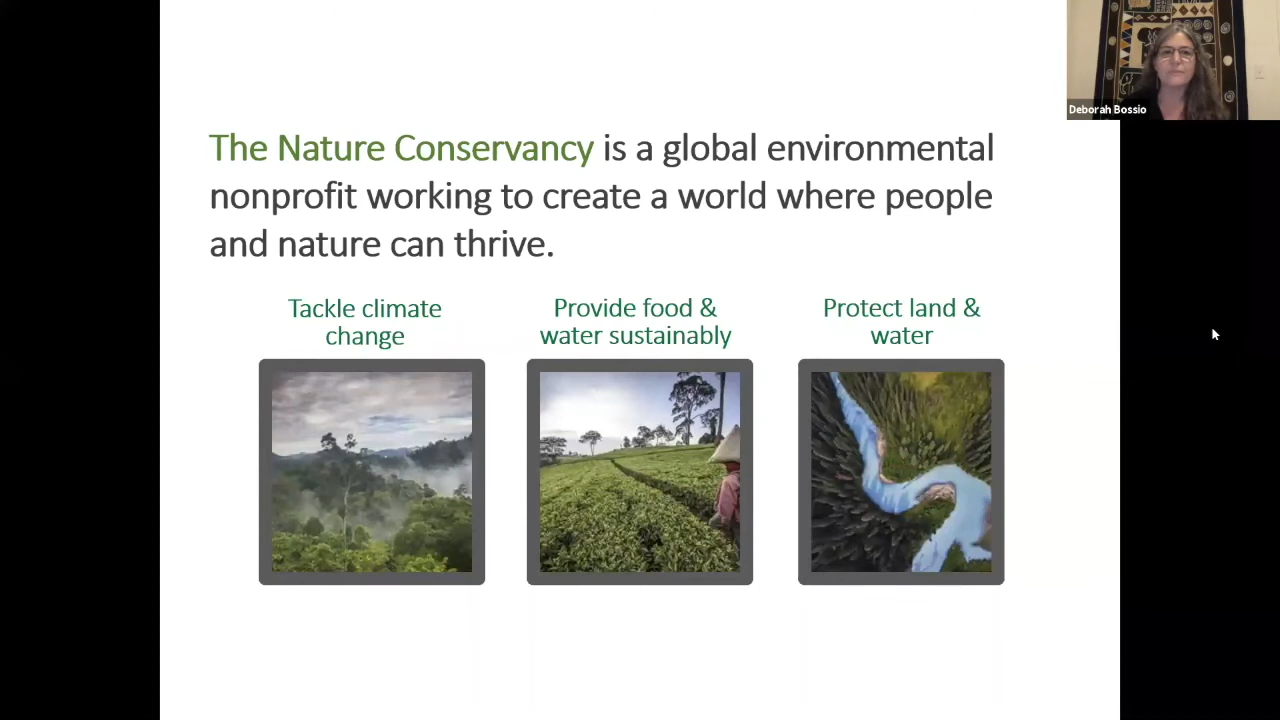 Deborah Bossio
The Nature Conservancy is a global environmental
nonprofit working to create a world where people
and nature can thrive.
Tackle climate
change
Provide food &
water sustainably
Protect land &
water